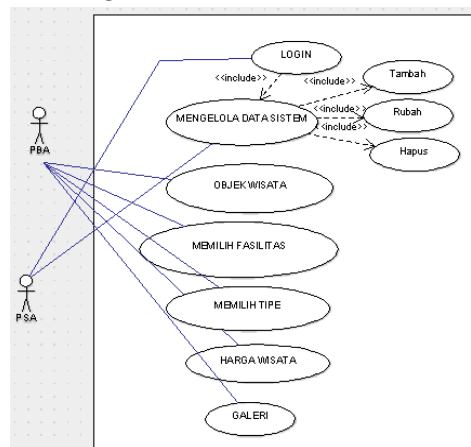 LOGIN
<<include>>
<<include>>
Tambah
MENGELOLA DATA SISTEM
<<include>>
Rubah
<<include>>
Hapus
PBA
OBJEK WISATA
MEMILIH FASILITAS
PSA
MEMILIH TIPE
HARGA WISATA
GALERI